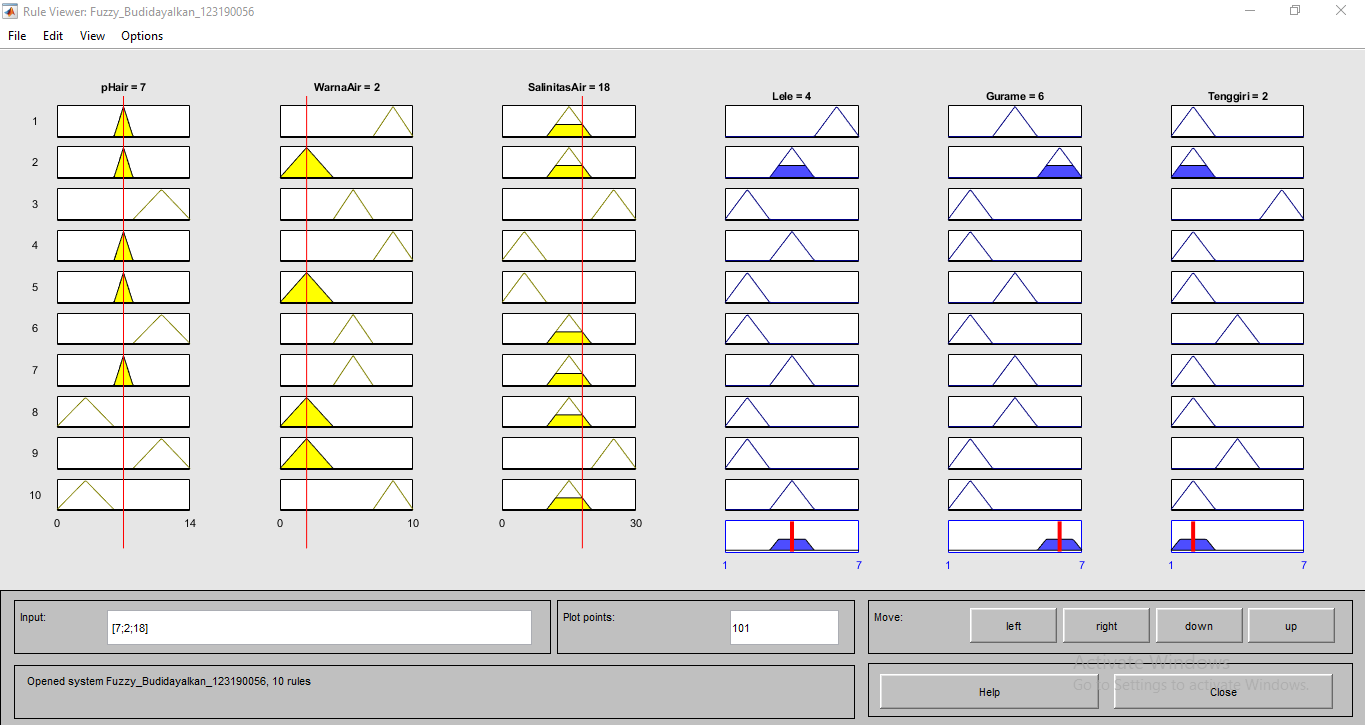 Rule Viewer: Fuzzy_BudidayaIkan_123190056
File Edit View Options
pHair = 7 WarnaAir = 2 SalinitasAir = 18 Lele = 4 Gurame = 6 Tenggiri = 2
1
2
3
4
5
6
7
8
9
10
0 14 0 10 0 30
1 7 1 7 1 7
Input: [7;2;18] Plot points: 101 Move: left right down up
Opened system Fuzzy_BudidayaIkan_123190056, 10 rules
Help Close
Activate Windows
Go to Settings to activate Windows.